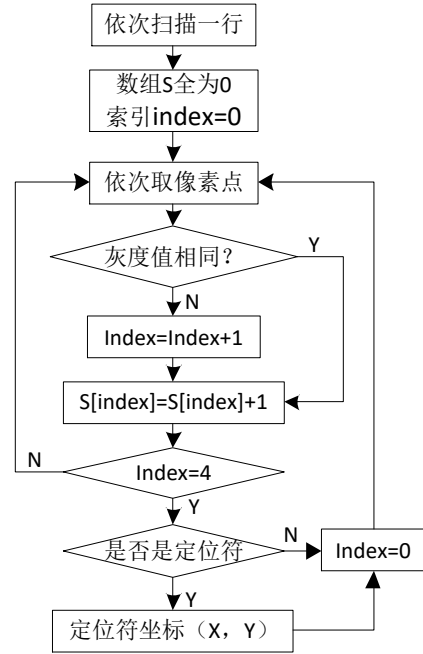 依次扫描一行
数组S全为0
索引index=0
依次取像素点
灰度值相同?
Y
N
Index=Index+1
S[index]=S[index]+1
N
Index=4
Y
是否是定位符
N
Index=0
Y
定位符坐标（X，Y）